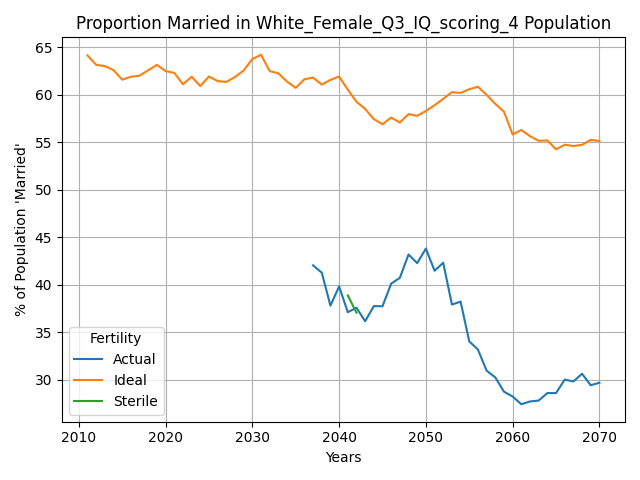 Proportion Married in White_Female_Q3_IQ_scoring_4 Population
% of Population 'Married'
65
60
55
50
45
40
35
30
Fertility
Actual
Ideal
Sterile
2010 2020 2030 2040 2050 2060 2070
Years